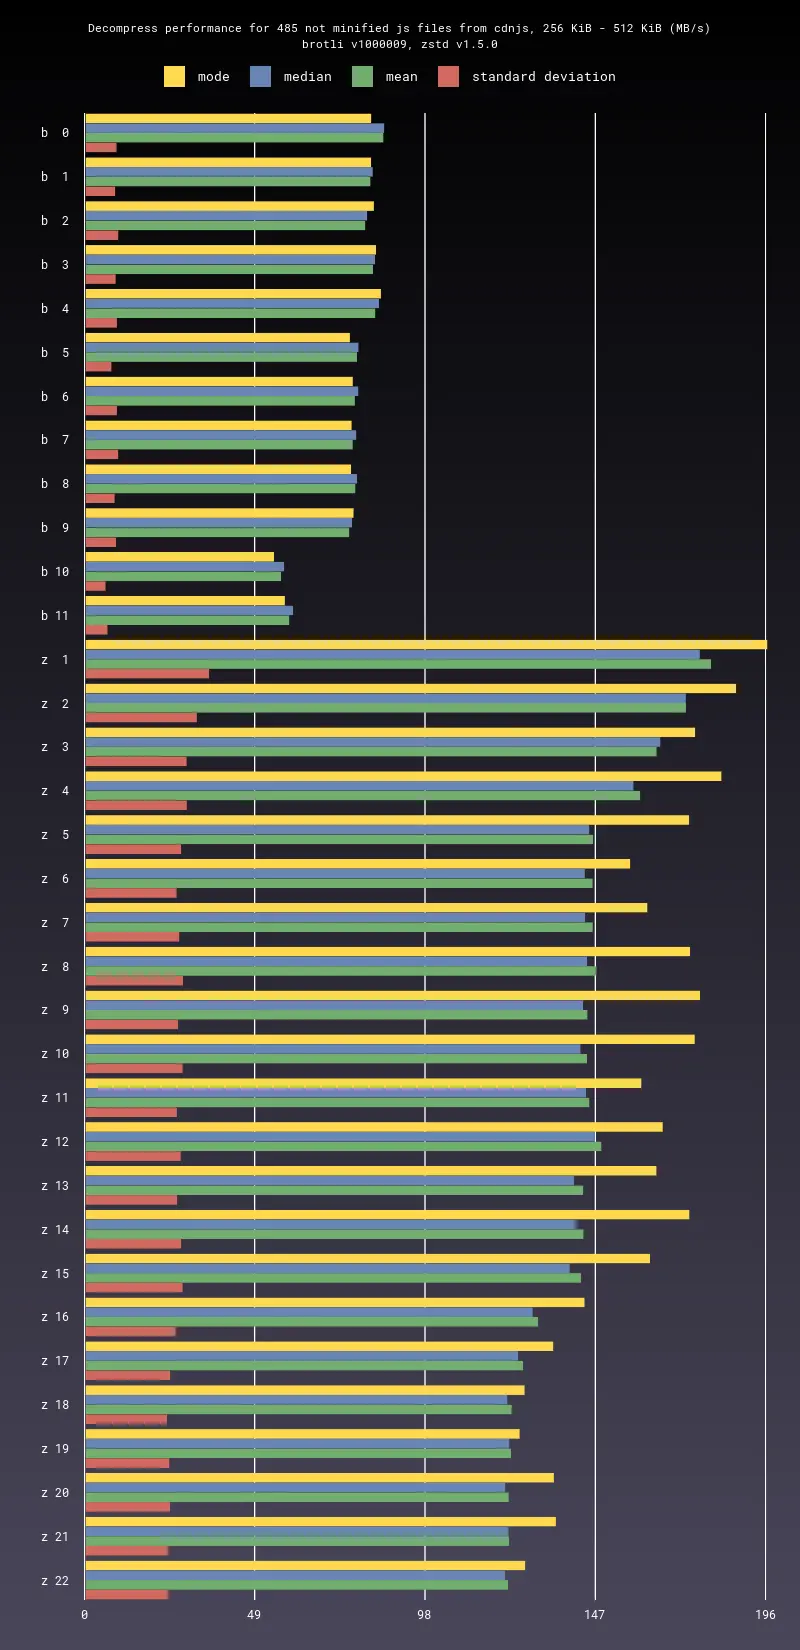 Decompress performance for 485 not minified js files from cdnjs, 256 KiB - 512 KiB (MB/s)
brotli v1000009, zstd v1.5.0
mode median mean standard deviation
b 0
b 1
b 2
b 3
b 4
b 5
b 6
b 7
b 8
b 9
b 10
b 11
z 1
z 2
z 3
z 4
z 5
z 6
z 7
z 8
z 9
z 10
z 11
z 12
z 13
z 14
z 15
z 16
z 17
z 18
z 19
z 20
z 21
z 22
0 49 98 147 196